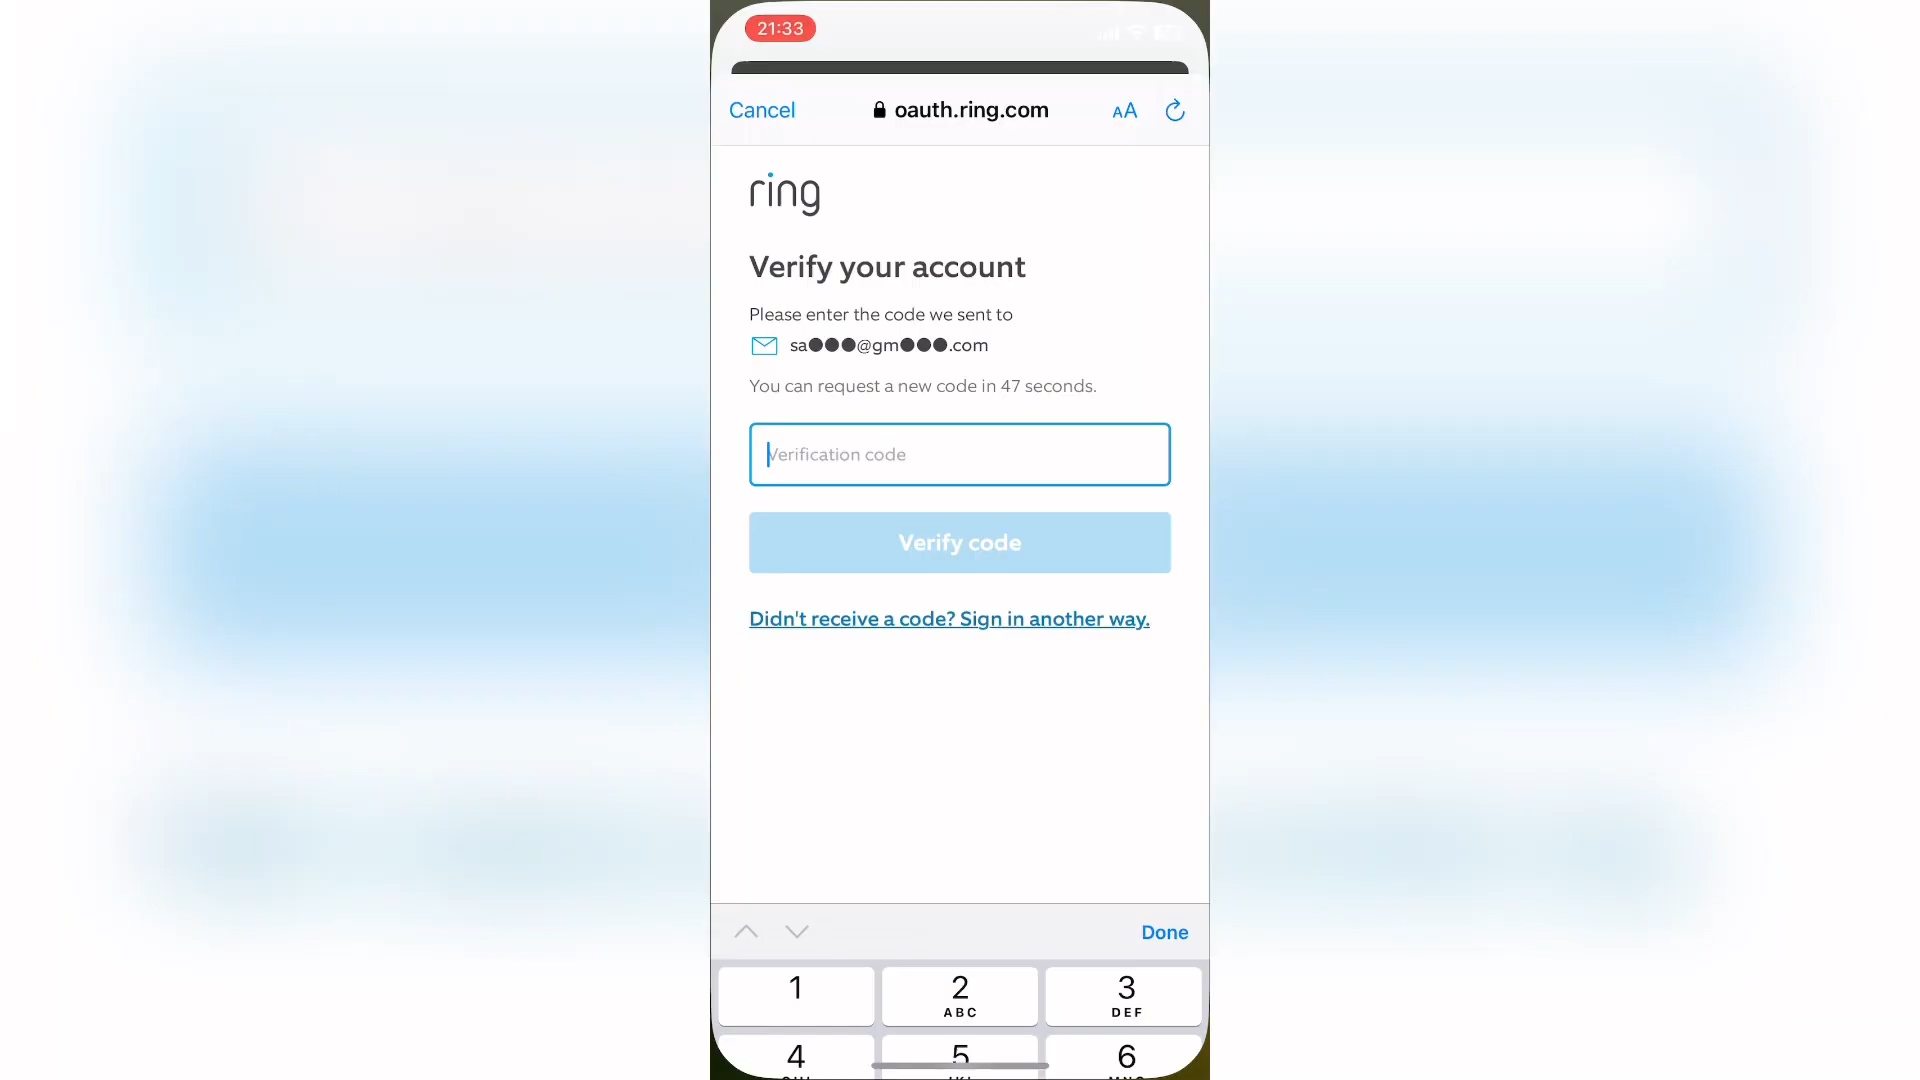 21:33
Cancel
oauth.ring.com
AA
ring
Verify your account
Please enter the code we sent to
sa●●●@gm●●●.com
You can request a new code in 47 seconds.
Verification code
Verify code
Didn't receive a code? Sign in another way.
Done
1
2
3
ABC
DEF
4
5
6